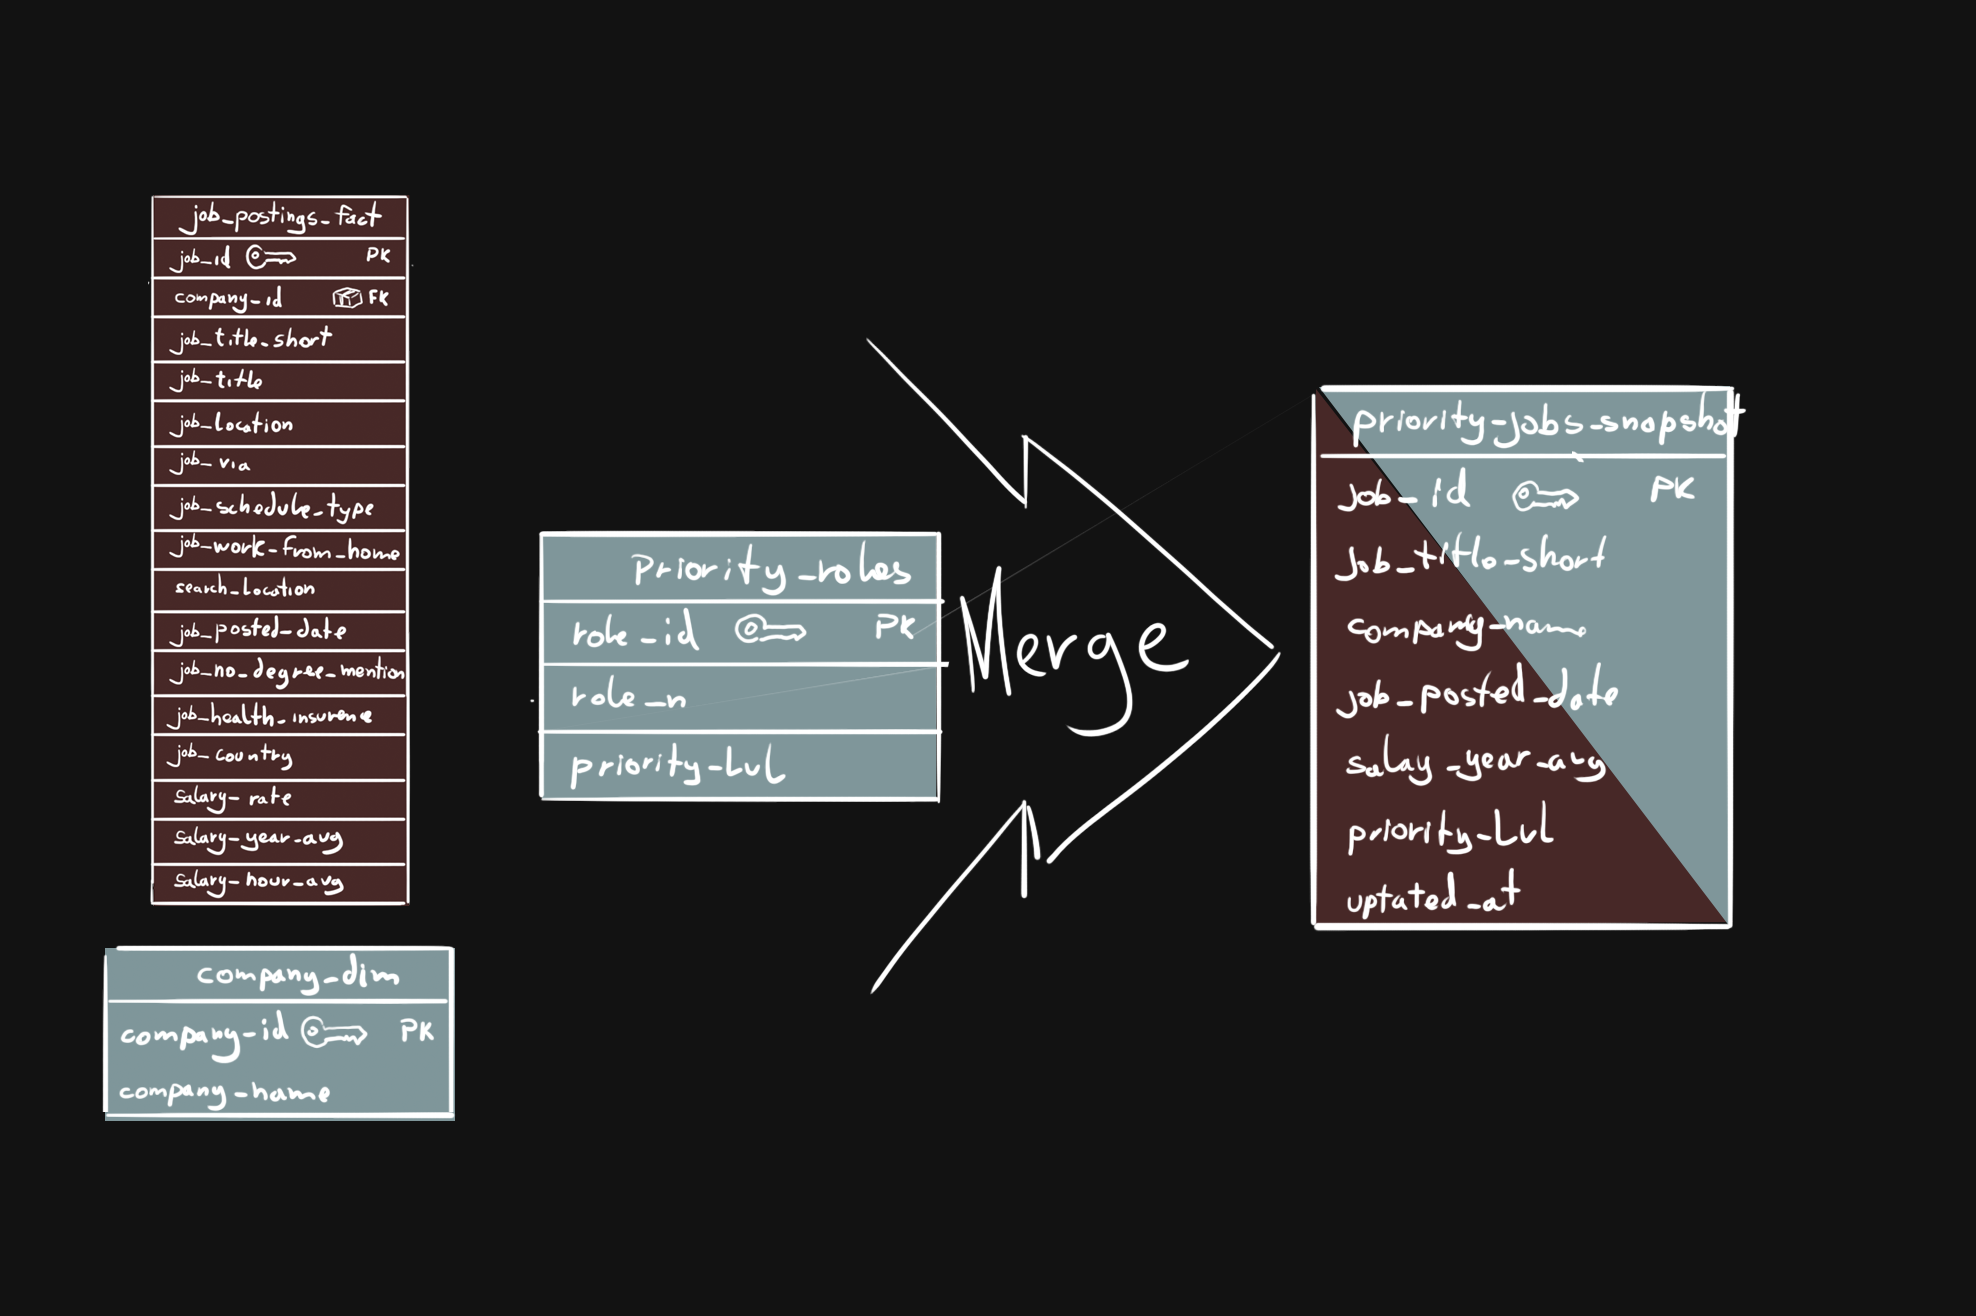 job_postings_fact
job_id PK
company_id FK
job_title_short
job_title
job_location
job_via
job_schedule_type
job_work_from_home
search_location
job_posted_date
job_no_degree_mention
job_health_insurence
job_country
salary_rate
salary_year_avg
salary_hour_avg
company_dim
company_id PK
company_name
Priority_roles
role_id PK
role_n
priority_Lvl
Merge
priority_jobs_snapshot
job_id PK
job_title_short
company_name
job_posted_date
salay_year_avg
priority_Lvl
uptated_at